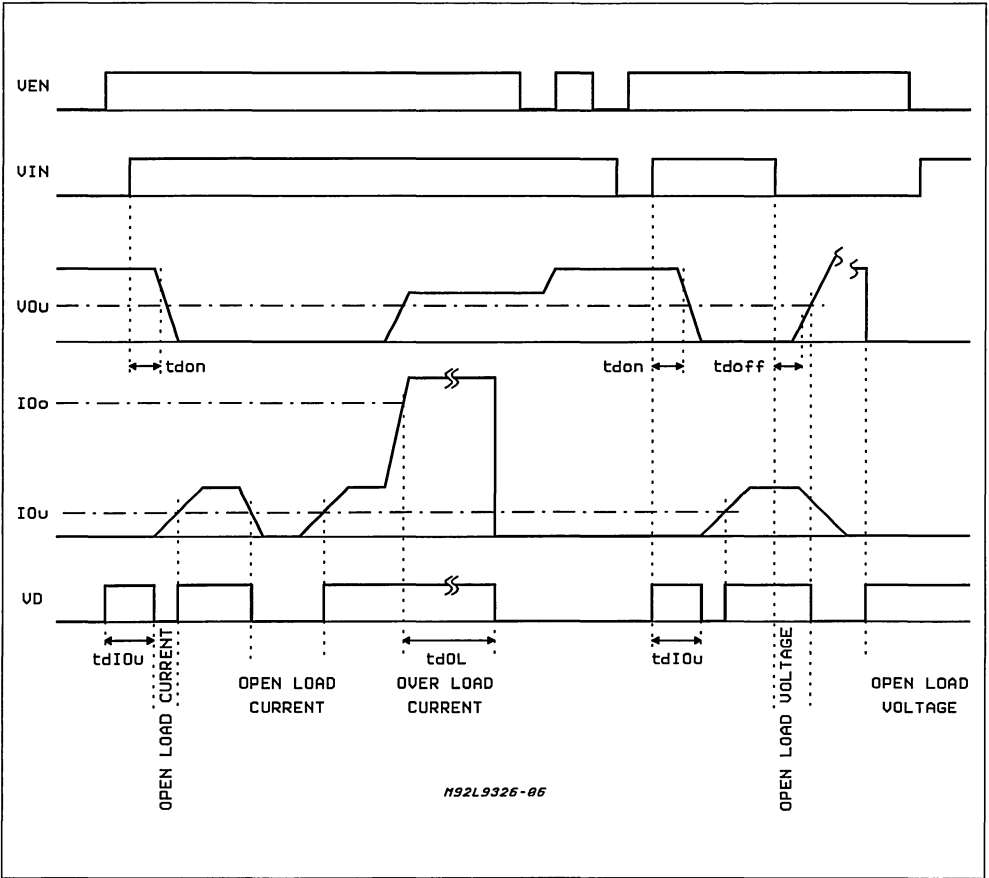 VEN
VIN
VOu
tdon
tdon
tdoff
IOo
IOu
VD
tdIOu
tdOL
tdIOu
OPEN LOAD CURRENT
OPEN LOAD
CURRENT
OVER LOAD
CURRENT
OPEN LOAD VOLTAGE
OPEN LOAD
VOLTAGE
M92L9326-06